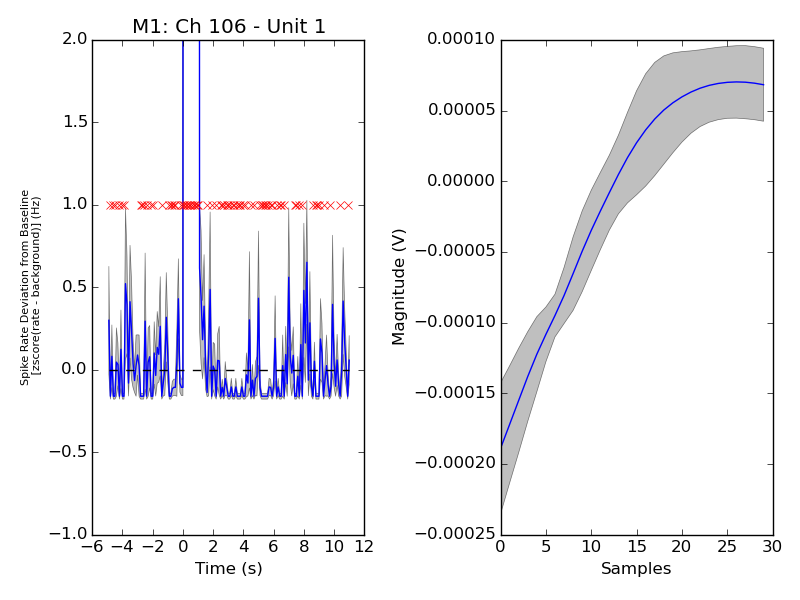 M1: Ch 106 - Unit 1
2.0
1.5
1.0
0.5
0.0
−0.5
−1.0
−6 −4 −2 0 2 4 6 8 10 12
Time (s)
Spike Rate Deviation from Baseline
[zscore(rate - background)] (Hz)
0.00010
0.00005
0.00000
−0.00005
−0.00010
−0.00015
−0.00020
−0.00025
0 5 10 15 20 25 30
Samples
Magnitude (V)